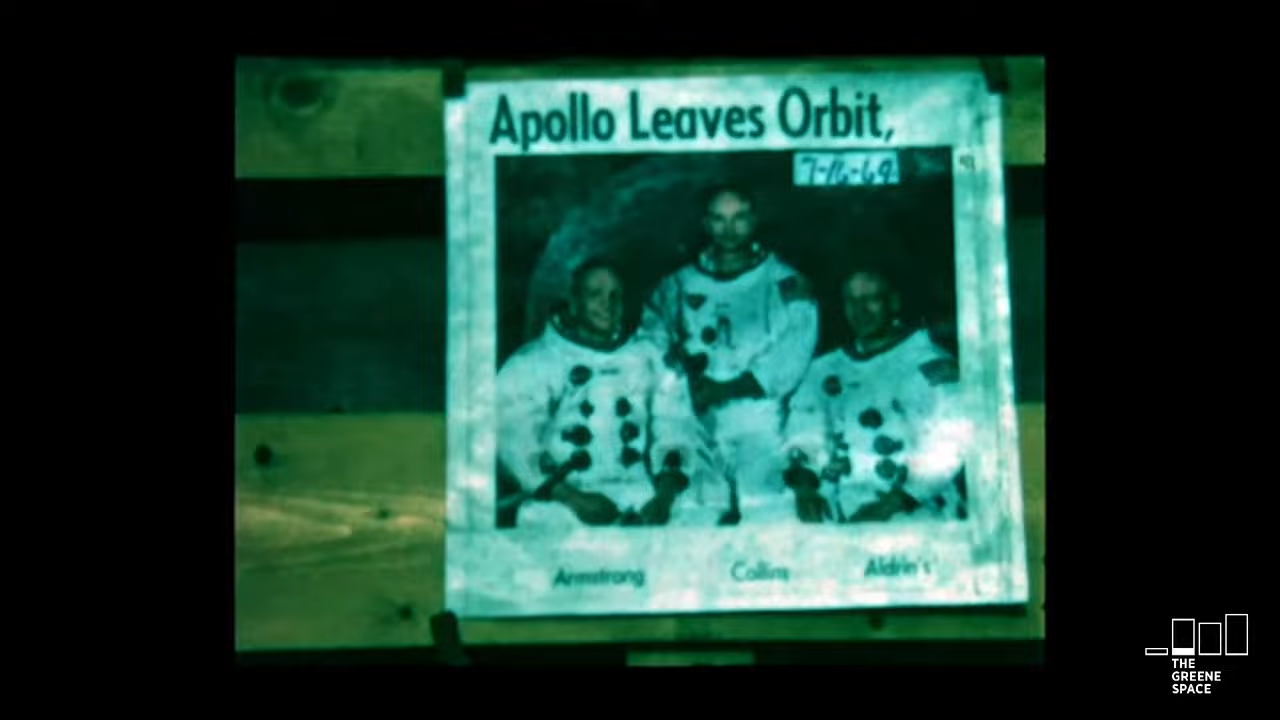 Apollo Leaves Orbit,
7-16-69
Armstrong Collins Aldrin's
THE
GREENE
SPACE